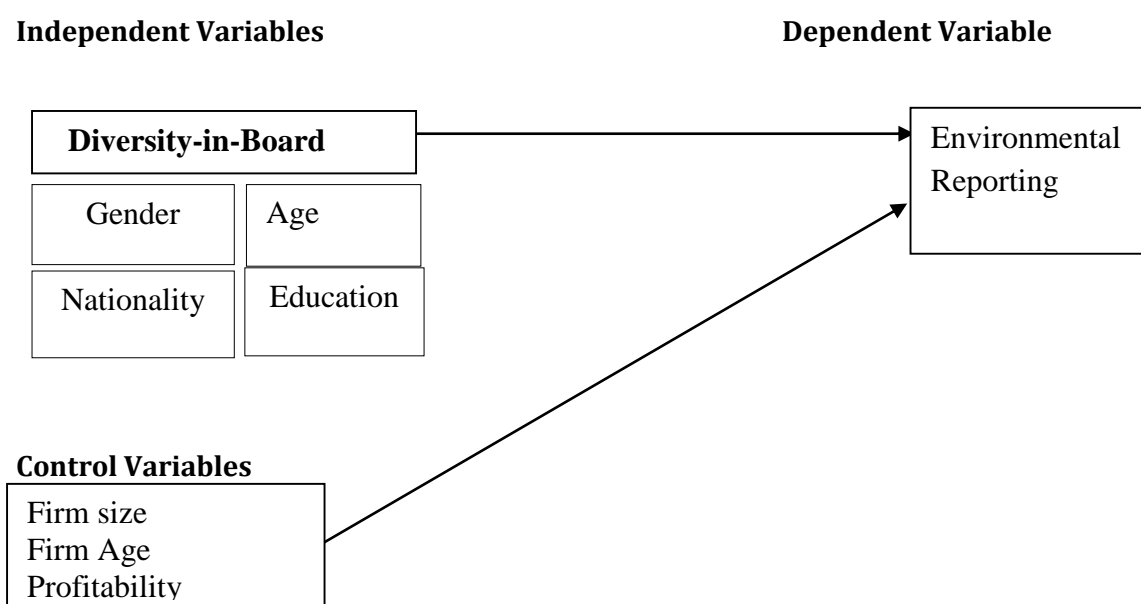 Independent Variables
Dependent Variable
Diversity-in-Board
Gender
Age
Nationality
Education
Environmental
Reporting
Control Variables
Firm size
Firm Age
Profitability